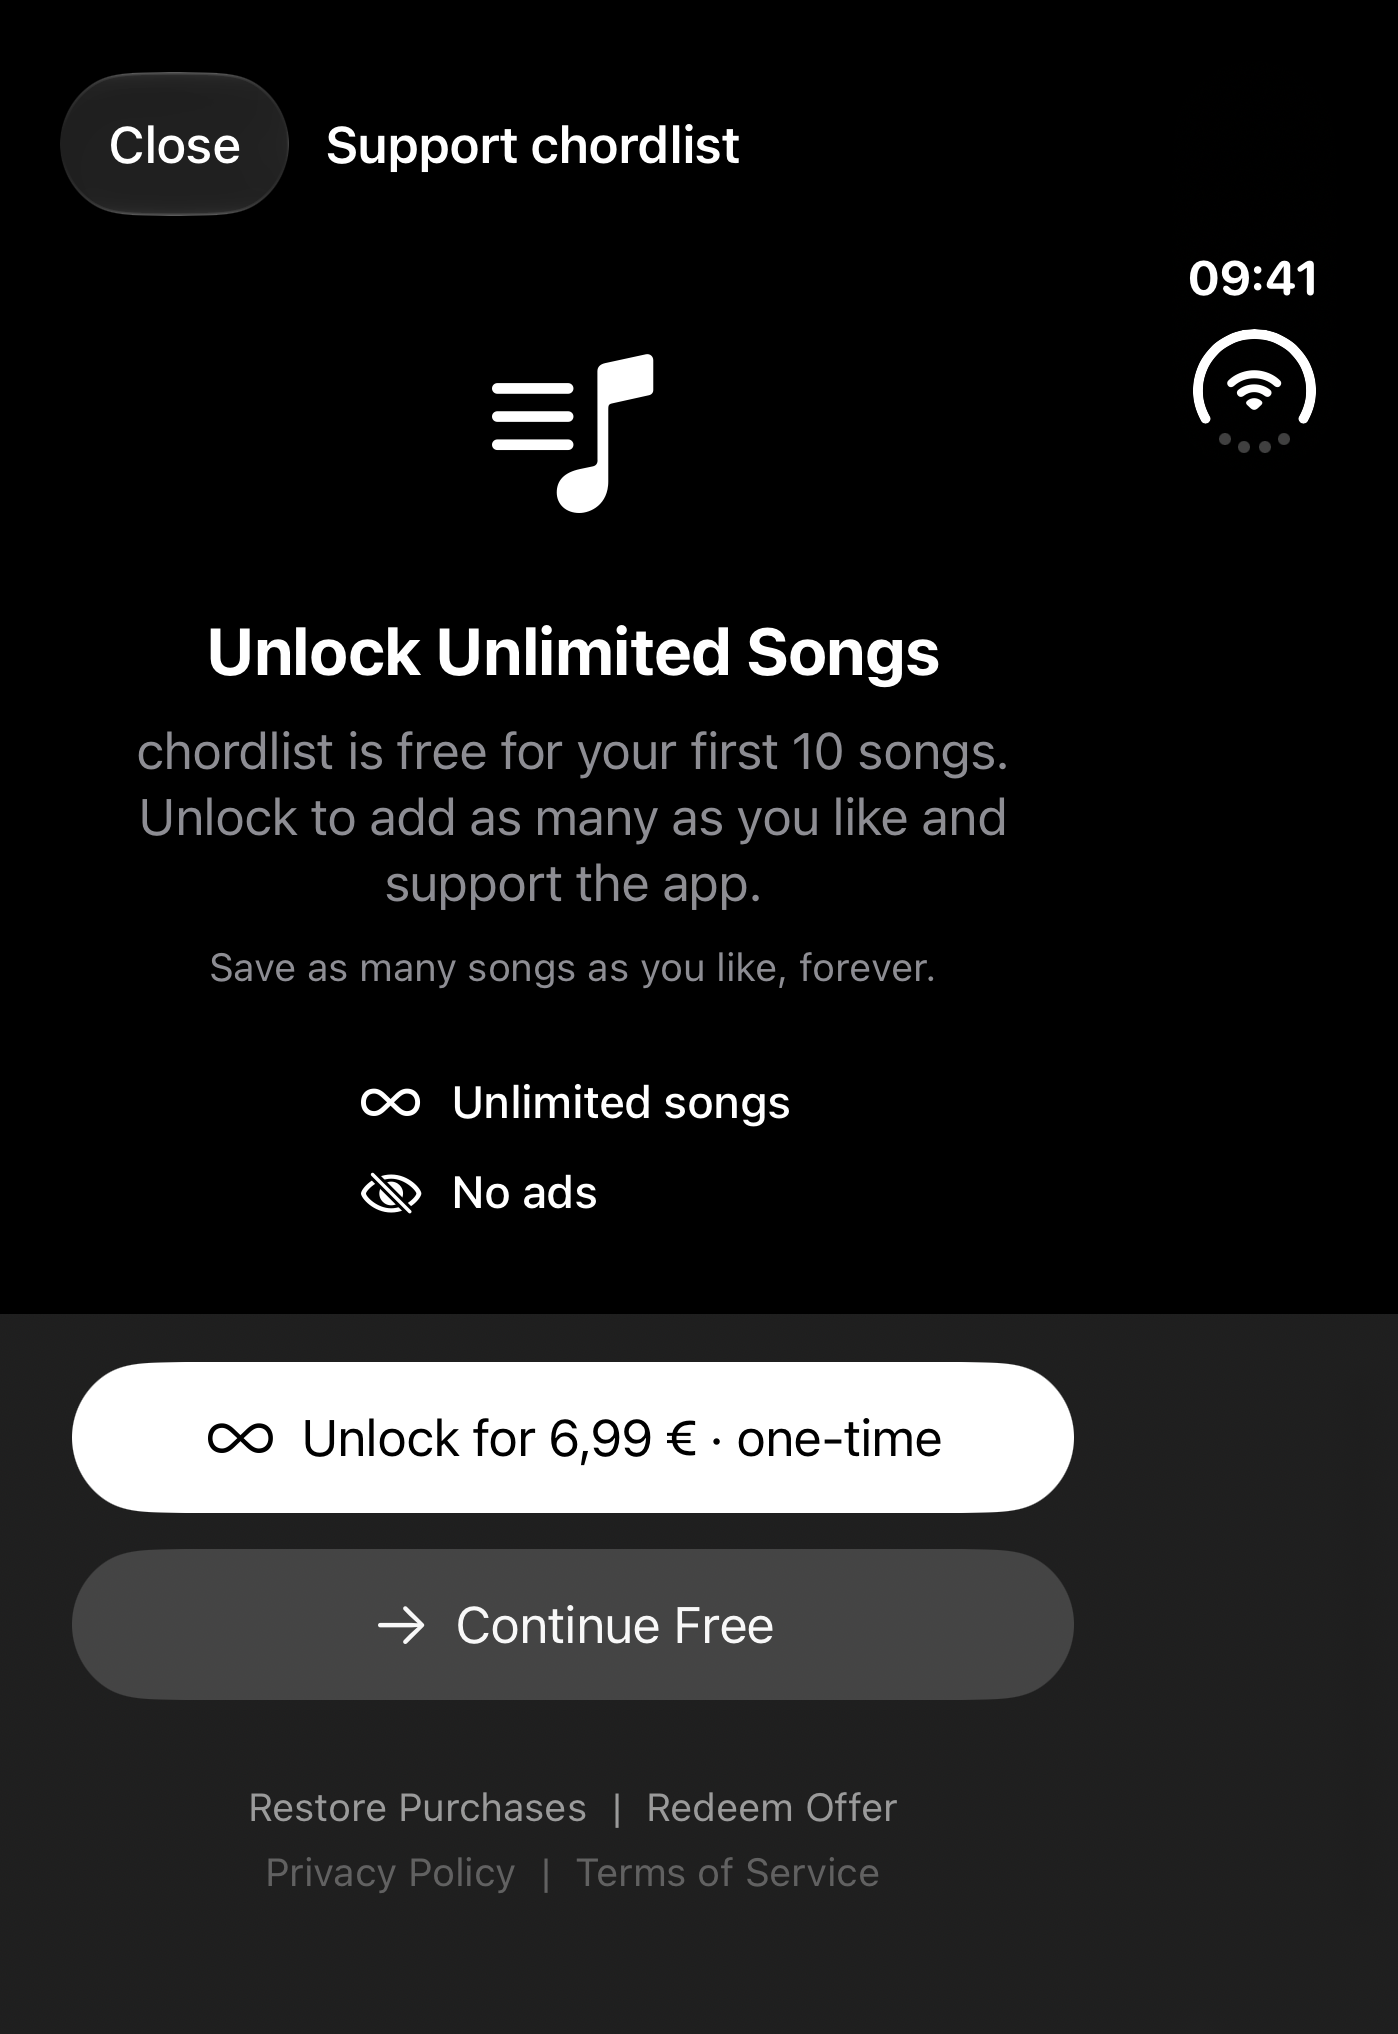 Close
Support chordlist
09:41
Unlock Unlimited Songs
chordlist is free for your first 10 songs.
Unlock to add as many as you like and
support the app.
Save as many songs as you like, forever.
Unlimited songs
No ads
Unlock for 6,99 € · one-time
Continue Free
Restore Purchases | Redeem Offer
Privacy Policy | Terms of Service